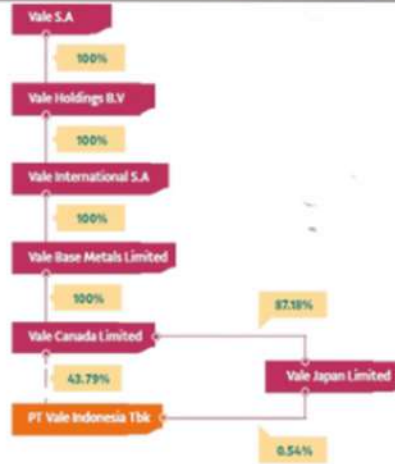 Vale S.A
100%
Vale Holdings B.V
100%
Vale International S.A
100%
Vale Base Metals Limited
100%
87.18%
Vale Canada Limited
43.79%
Vale Japan Limited
PT Vale Indonesia Tbk
0.54%